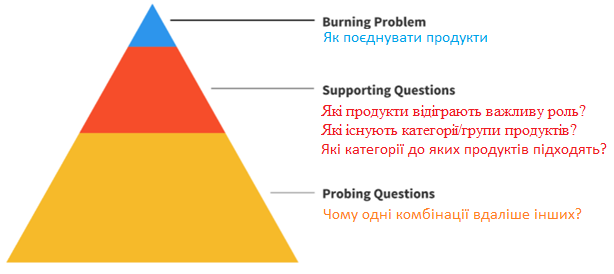 Burning Problem
Як поєднувати продукти
Supporting Questions
Які продукти відіграють важливу роль?
Які існують категорії/групи продуктів?
Які категорії до яких продуктів підходять?
Probing Questions
Чому одні комбінації вдаліше інших?